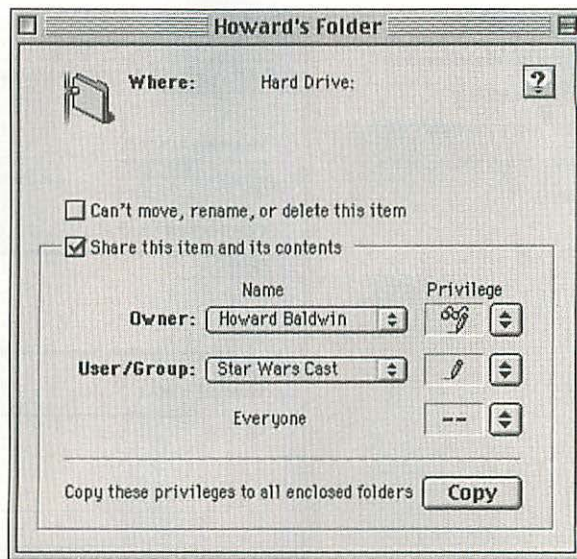 Howard's Folder
Where: Hard Drive:
?
Can't move, rename, or delete this item
Share this item and its contents
Name Privilege
Owner: Howard Baldwin
User/Group: Star Wars Cast
Everyone --
Copy these privileges to all enclosed folders Copy